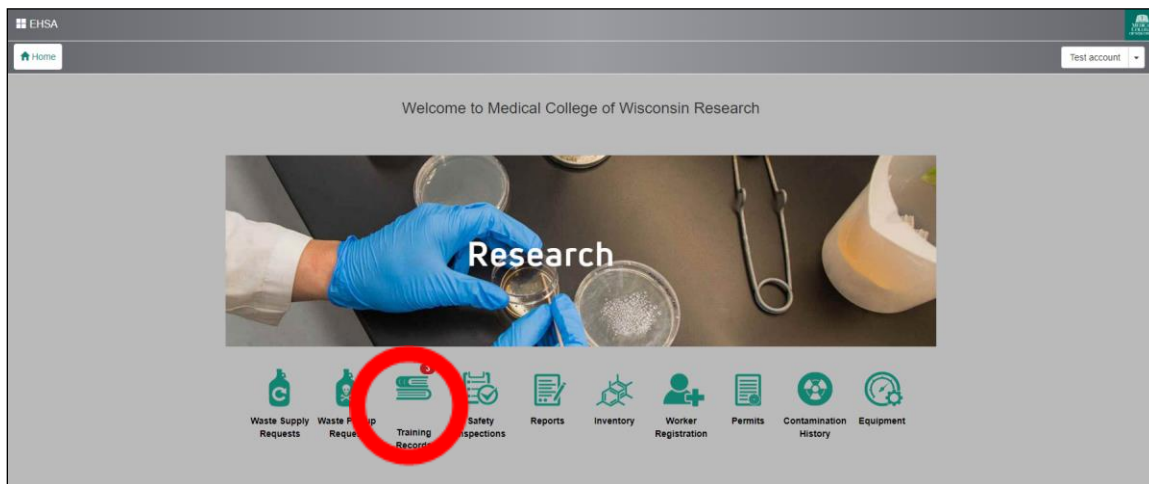 EHSA
Home
Test account
Welcome to Medical College of Wisconsin Research
Research
Waste Supply
Requests
Waste
Training
Records
Safety
Reports
Inventory
Worker
Registration
Permits
Contamination
History
Equipment